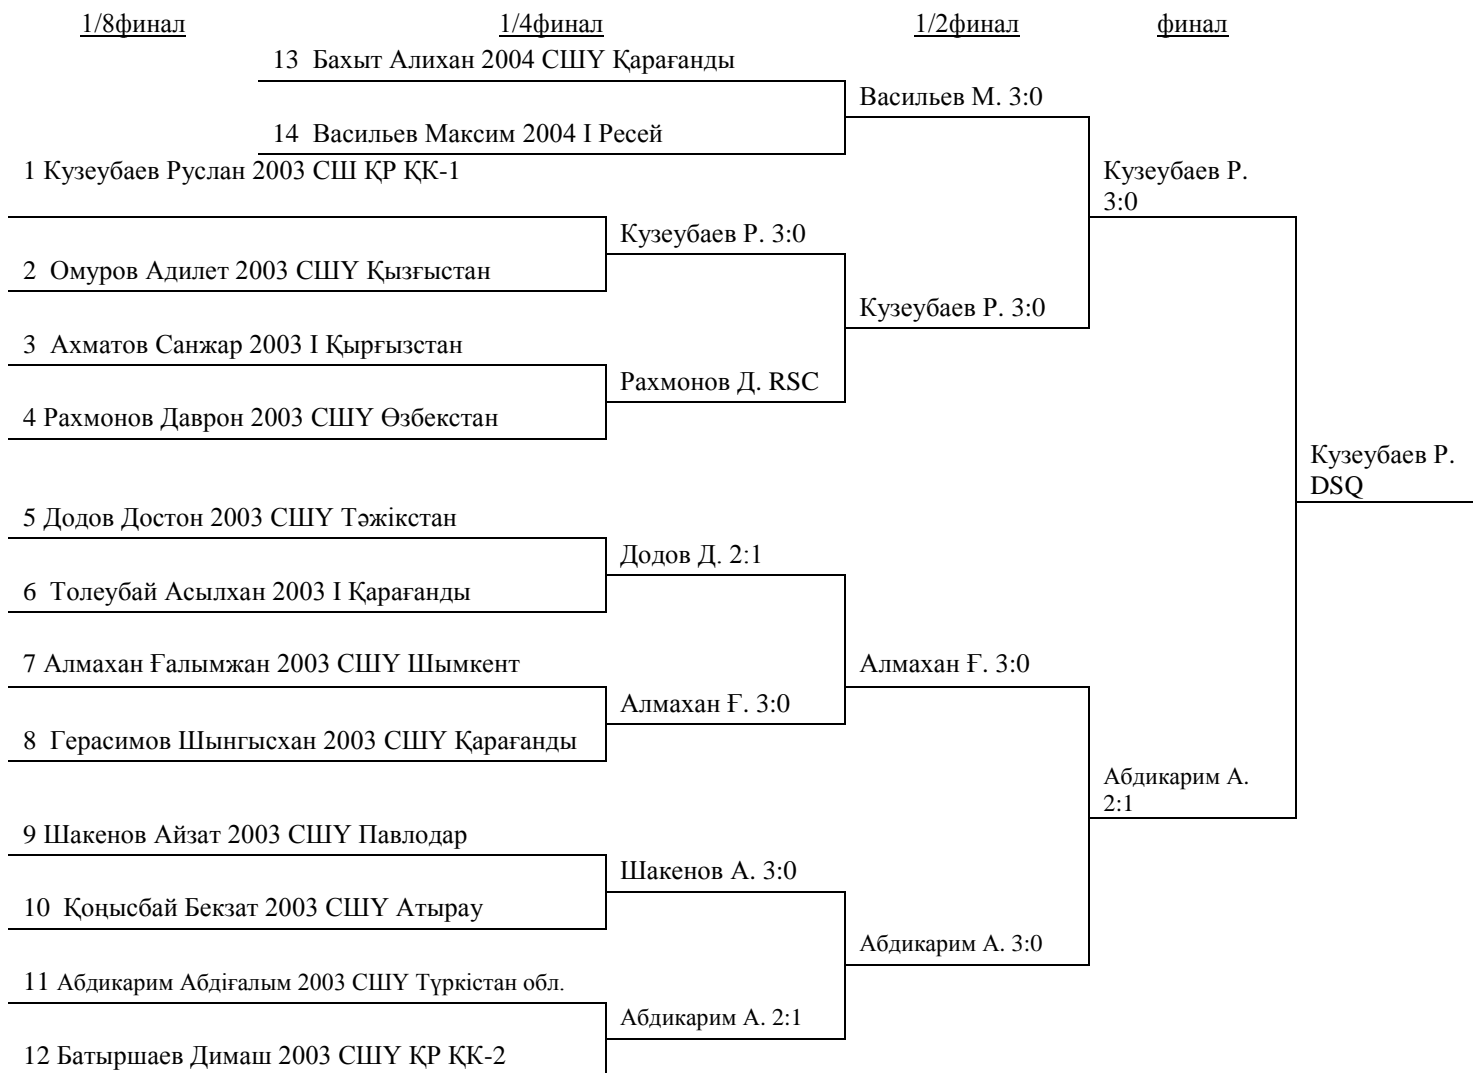 1/8финал 1/4финал 1/2финал финал
13 Бахыт Алихан 2004 СШҮ Қарағанды
Васильев М. 3:0
14 Васильев Максим 2004 I Ресей
1 Кузеубаев Руслан 2003 СШ ҚР ҚК-1
Кузеубаев Р.
3:0
Кузеубаев Р. 3:0
2 Омуров Адилет 2003 СШҮ Қызғыстан
Кузеубаев Р. 3:0
3 Ахматов Санжар 2003 I Қырғызстан
Рахмонов Д. RSC
4 Рахмонов Даврон 2003 СШҮ Өзбекстан
Кузеубаев Р.
DSQ
5 Додов Достон 2003 СШҮ Тәжікстан
Додов Д. 2:1
6 Толеубай Асылхан 2003 I Қарағанды
7 Алмахан Ғалымжан 2003 СШҮ Шымкент
Алмахан Ғ. 3:0
Алмахан Ғ. 3:0
8 Герасимов Шынгысхан 2003 СШҮ Қарағанды
Абдикарим А.
2:1
9 Шакенов Айзат 2003 СШҮ Павлодар
Шакенов А. 3:0
10 Қоңысбай Бекзат 2003 СШҮ Атырау
Абдикарим А. 3:0
11 Абдикарим Абдіғалым 2003 СШҮ Түркістан обл.
Абдикарим А. 2:1
12 Батыршаев Димаш 2003 СШҮ ҚР ҚК-2